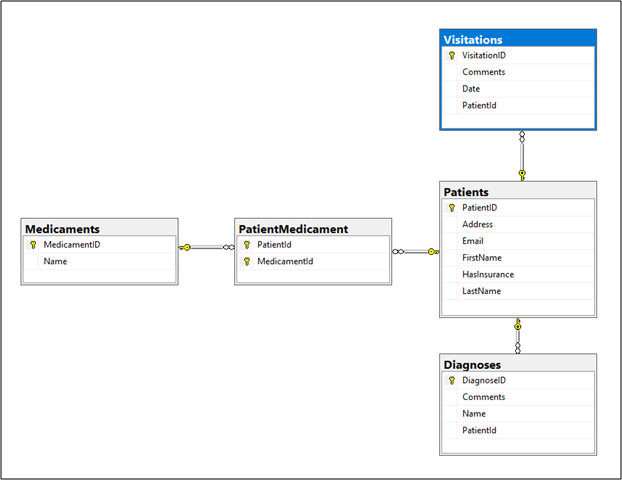 Visitations
VisitationID
Comments
Date
PatientId
Patients
PatientID
Address
Email
FirstName
HasInsurance
LastName
Medicaments
MedicamentID
Name
PatientMedicament
PatientId
MedicamentId
Diagnoses
DiagnoseID
Comments
Name
PatientId